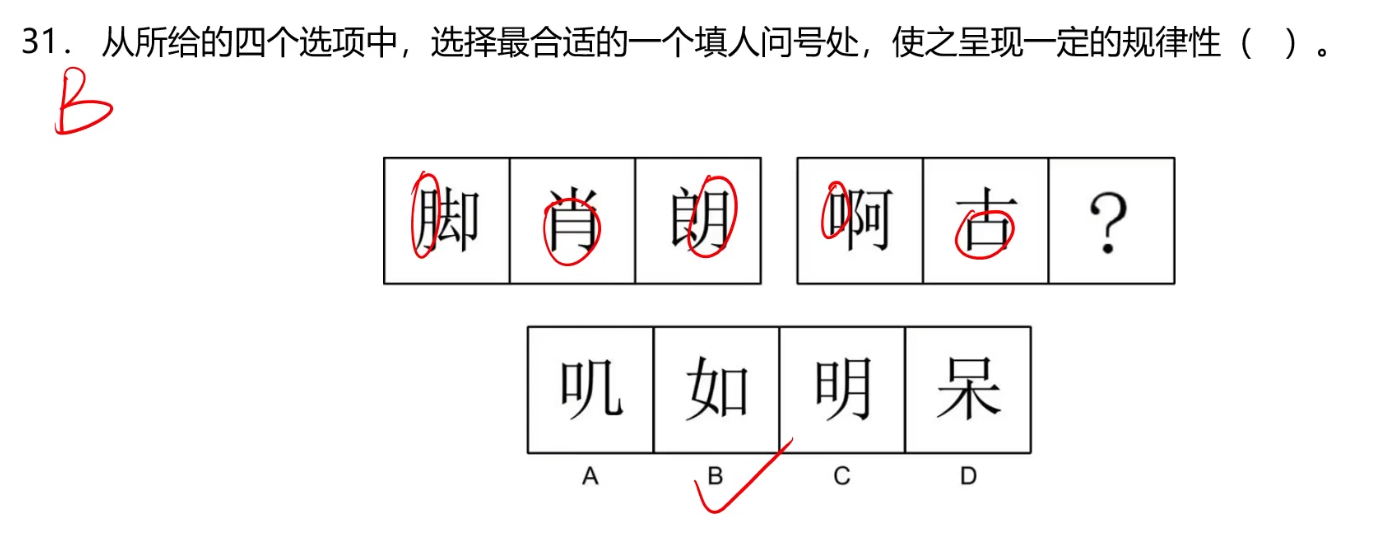 31. 从所给的四个选项中，选择最合适的一个填人问号处，使之呈现一定的规律性（ ）。
B
脚 肖 朗 啊 古 ？
叽 如 明 呆
A B C D